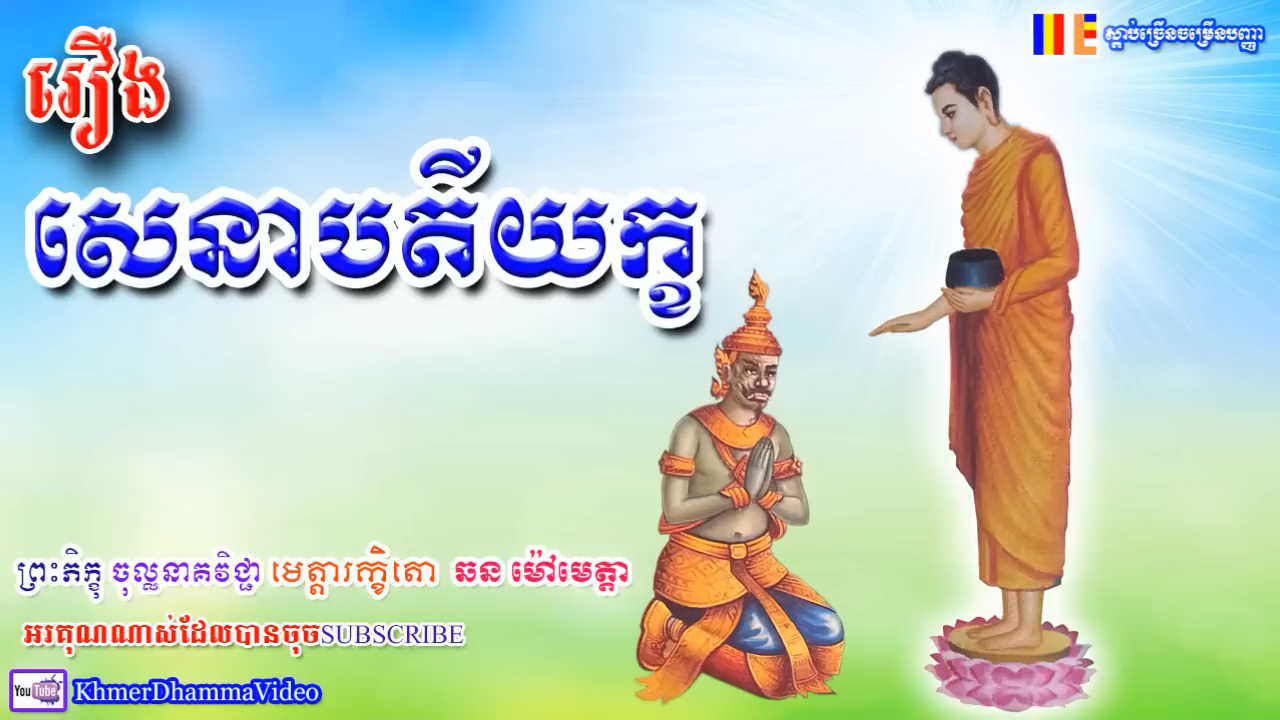 ស្តាប់ច្រើនចម្រើនបញ្ញា
រឿង
សេនាបតីយក្ខ
ព្រះភិក្ខុ ចុល្លនាគវិជ្ជា មេត្តារក្ខិតោ ឆន ម៉ៅមេត្តា
អរគុណណាស់ដែលបានចុចSUBSCRIBE
YouTube KhmerDhammaVideo